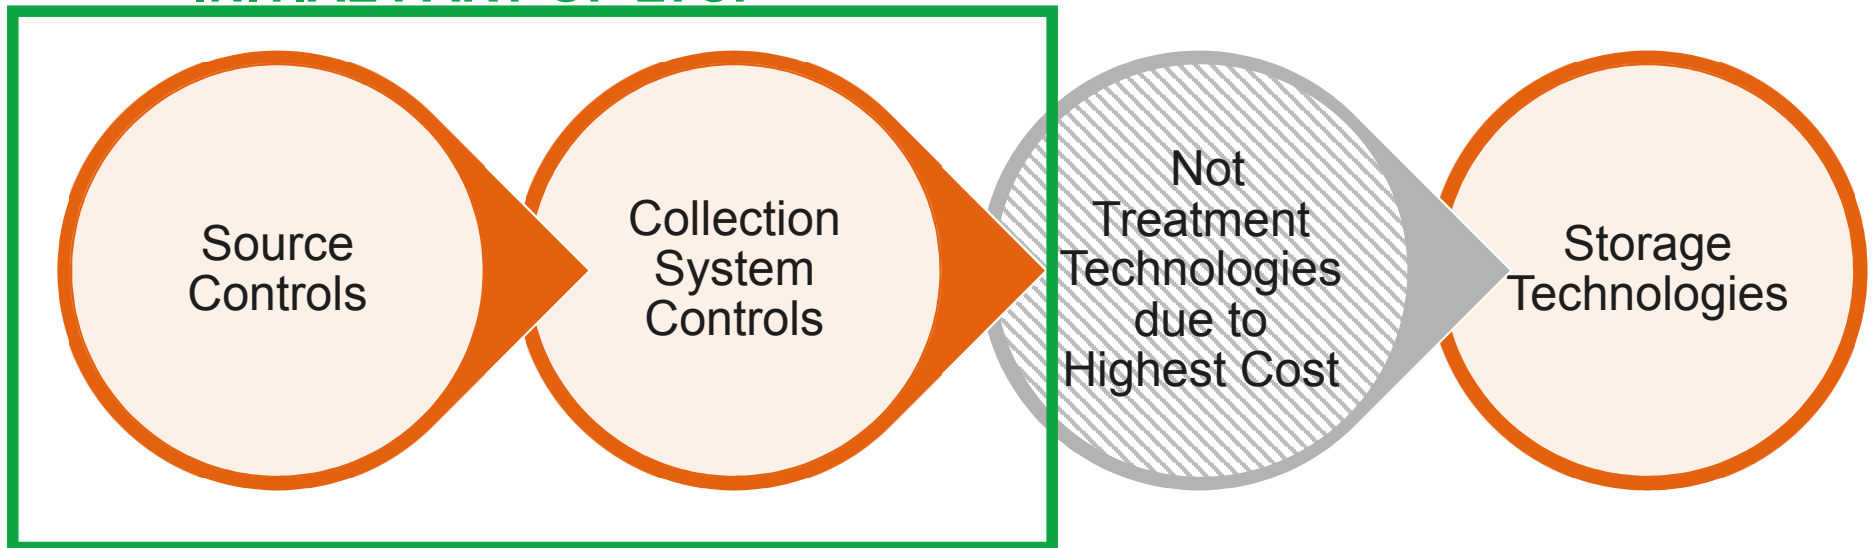 Source
Controls
Collection
System
Controls
Not
Treatment
Technologies
due to
Highest Cost
Storage
Technologies